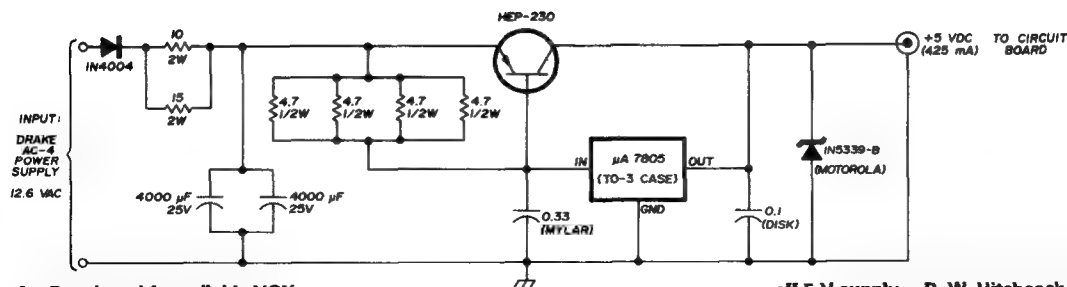 HEP-230
10
2W
IN4004
15
2W
+5 VDC TO CIRCUIT
(425 mA) BOARD
4.7
1/2W
4.7
1/2W
4.7
1/2W
4.7
1/2W
INPUT:
DRAKE
AC-4
POWER
SUPPLY
12.6 VAC
IN
μA 7805
(TO-3 CASE)
OUT
GND
IN5339-B
(MOTOROLA)
4000 μF
25V
4000 μF
25V
0.33
(MYLAR)
0.1
(DISK)